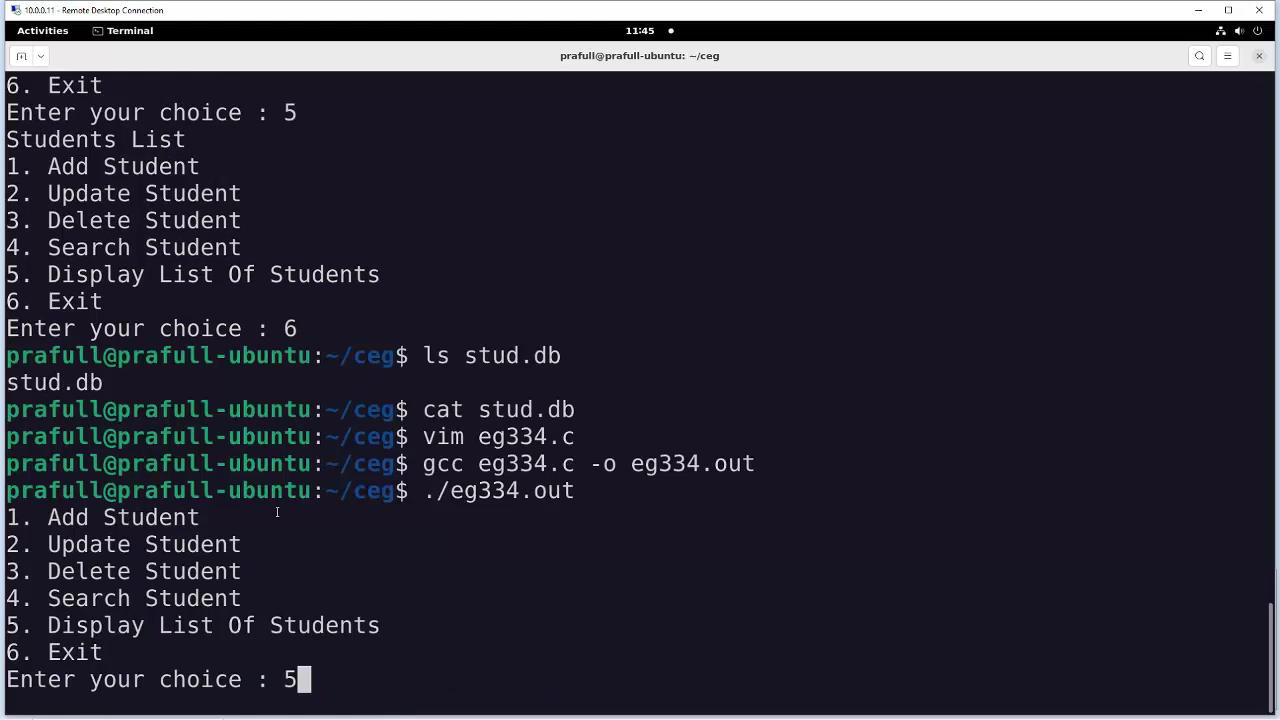 10.0.0.11 - Remote Desktop Connection
Activities Terminal 11:45
prafull@prafull-ubuntu: ~/ceg
6. Exit
Enter your choice : 5
Students List
1. Add Student
2. Update Student
3. Delete Student
4. Search Student
5. Display List Of Students
6. Exit
Enter your choice : 6
prafull@prafull-ubuntu:~/ceg$ ls stud.db
stud.db
prafull@prafull-ubuntu:~/ceg$ cat stud.db
prafull@prafull-ubuntu:~/ceg$ vim eg334.c
prafull@prafull-ubuntu:~/ceg$ gcc eg334.c -o eg334.out
prafull@prafull-ubuntu:~/ceg$ ./eg334.out
1. Add Student
2. Update Student
3. Delete Student
4. Search Student
5. Display List Of Students
6. Exit
Enter your choice : 5